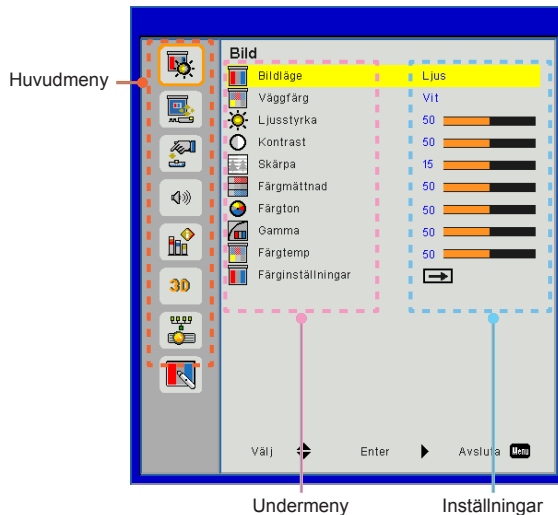 Bild
Huvudmeny
Bildläge Ljus
Väggfärg Vit
Ljusstyrka 50
Kontrast 50
Skärpa 15
Färgmättnad 50
Färgton 50
Gamma 50
Färgtemp 50
Färginställningar
3D
Välj Enter Avsluta Menu
Undermeny Inställningar